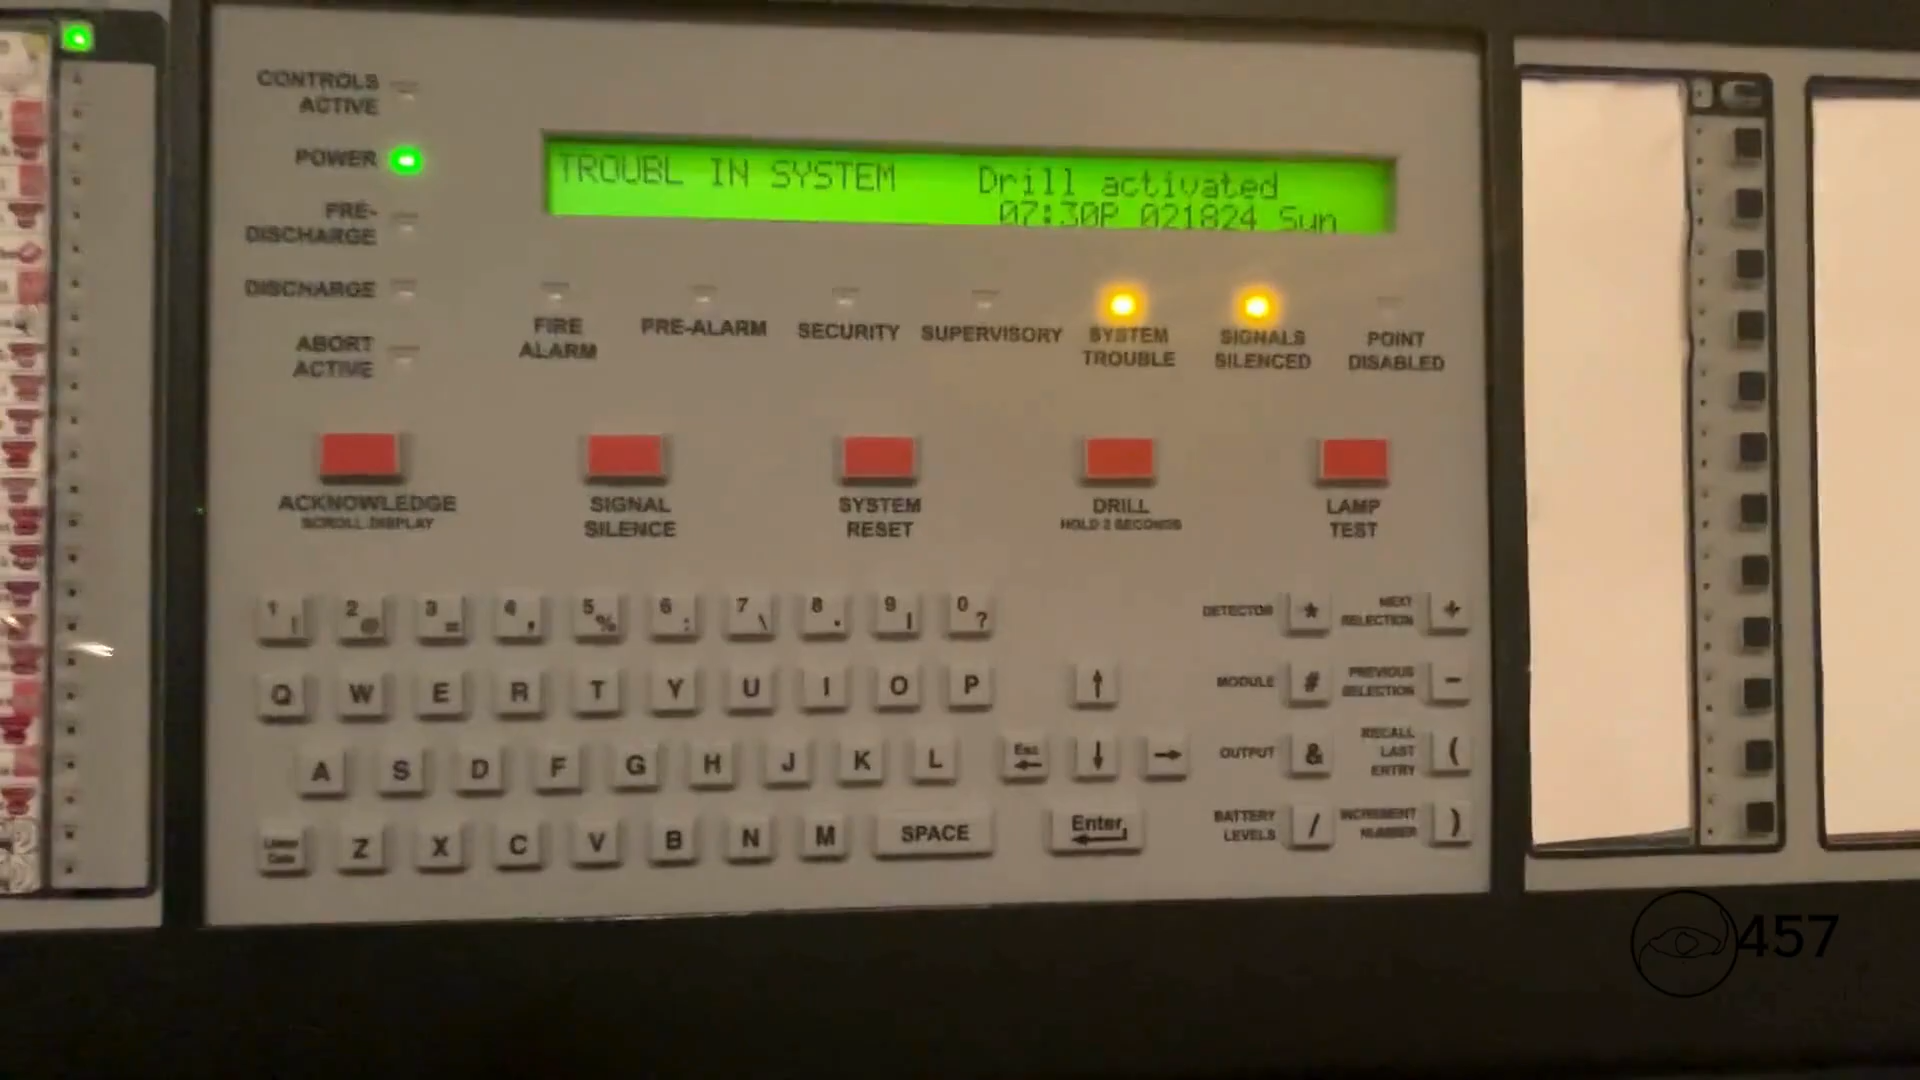 CONTROLS
ACTIVE
POWER
PRE-
DISCHARGE
DISCHARGE
ABORT
ACTIVE
TROUBL IN SYSTEM Drill activated
07:30P 021824 Sun
FIRE
ALARM
PRE-ALARM
SECURITY
SUPERVISORY
SYSTEM
TROUBLE
SIGNALS
SILENCED
POINT
DISABLED
ACKNOWLEDGE
SCROLL DISPLAY
SIGNAL
SILENCE
SYSTEM
RESET
DRILL
HOLD 2 SECONDS
LAMP
TEST
1 2 @ 3 = 4 , 5 % 6 : 7 \ 8 . 9 0 ?
DETECTOR * NEXT
SELECTION +
Q W E R T Y U I O P ↑
MODULE # PREVIOUS
SELECTION -
A S D F G H J K L Esc ← ↓ →
OUTPUT & RECALL
LAST
ENTRY (
Z X C V B N M SPACE Enter
BATTERY
LEVELS / INCREMENT
NUMBER )
457